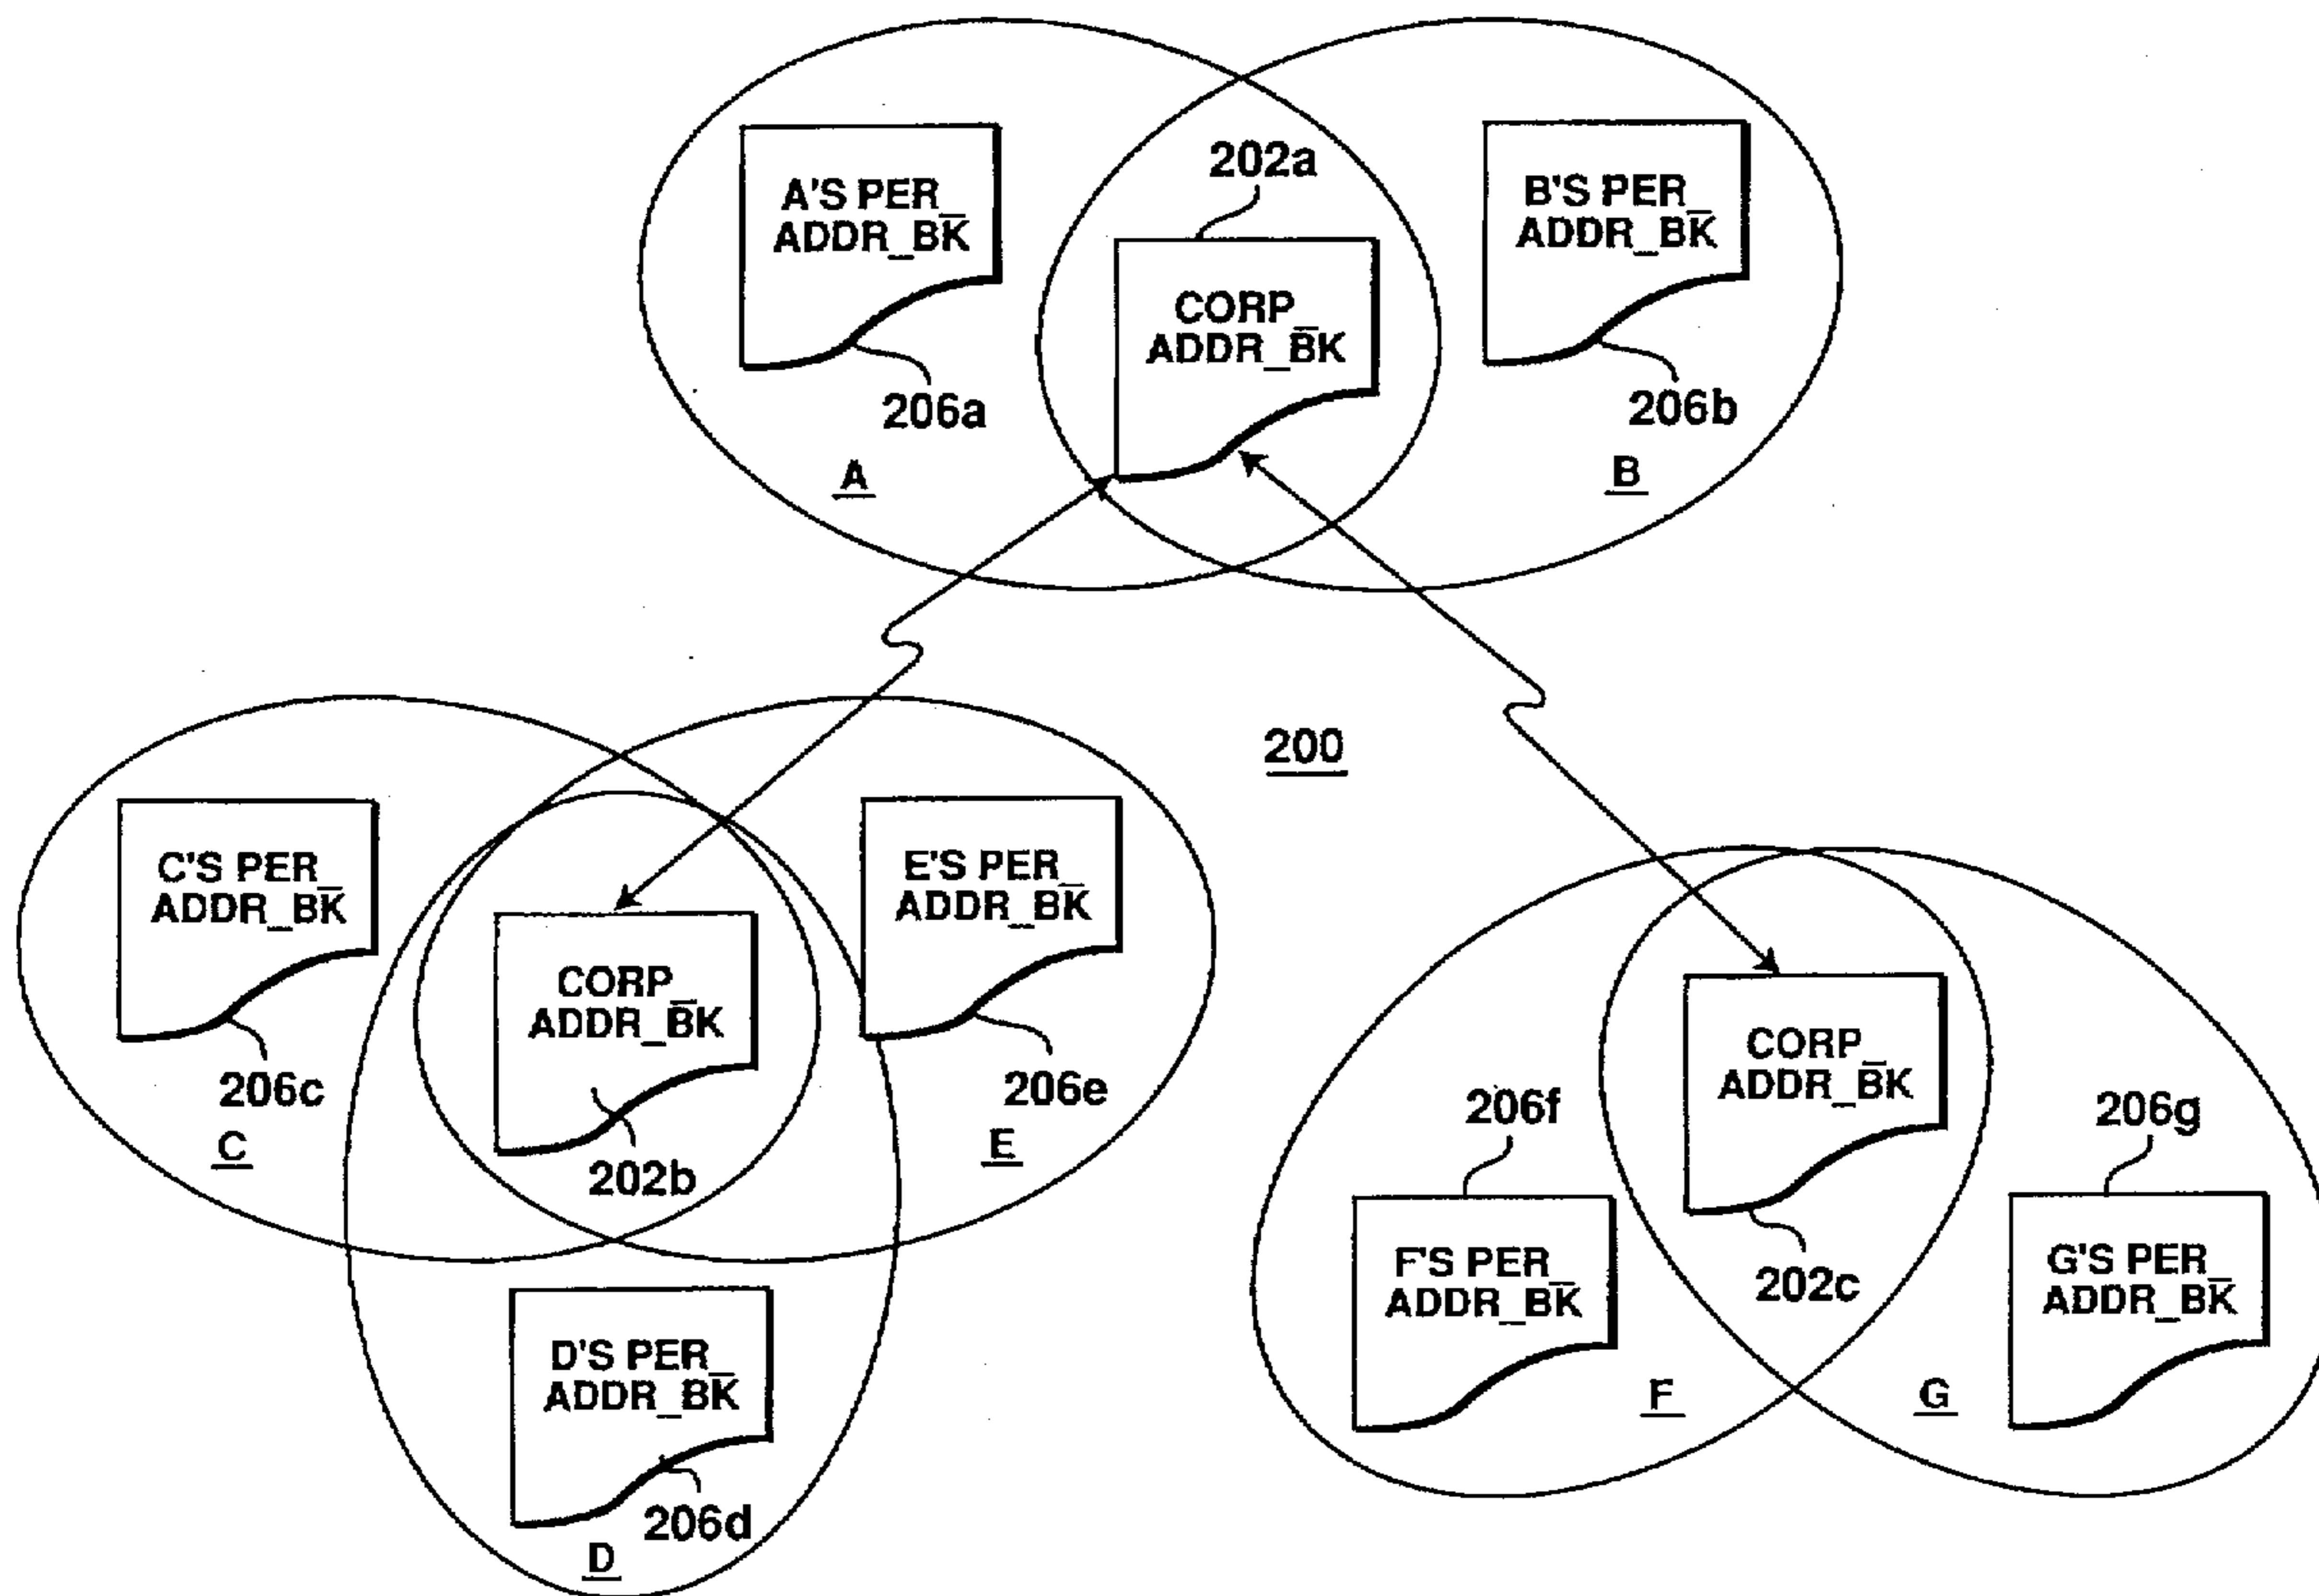 202a
A'S PER_
ADDR_BK
B'S PER_
ADDR_BK
CORP_
ADDR_BK
206a
206b
A
B
200
C'S PER_
ADDR_BK
E'S PER_
ADDR_BK
CORP_
ADDR_BK
206c
206e
C
E
202b
206f
206g
CORP_
ADDR_BK
F'S PER_
ADDR_BK
G'S PER_
ADDR_BK
202c
F
G
D'S PER_
ADDR_BK
206d
D